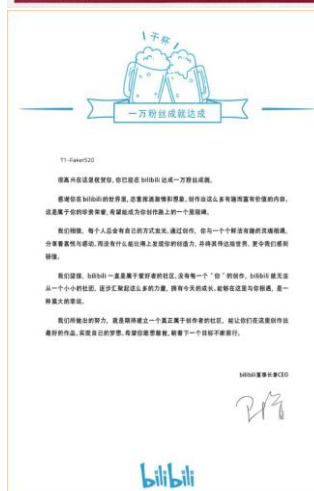 干杯!
一万粉丝成就达成
T1-Faker520
很高兴在这里祝贺你,你已经在 bilibili 达成一万粉丝成就。
感谢你在bilibili的世界里,恣意挥洒激情和想象,创作出这么多有趣而富有价值的内容,
这是属于你的珍贵荣誉,希望能成为你创作路上的一个里程碑。
我们相信,每个人总会有自己的方式发光,通过创作,你与一个个鲜活有趣的灵魂相遇,
分享着喜悦与感动,而没有什么能比得上发现你的创造力,并将其传达给世界,更令我们感到
骄傲。
我们坚信,bilibili 一直是属于爱好者的社区,没有每一个“你”的创作,bilibili 就无法
从一个小小的社团,逐步汇聚起这么多的力量,拥有今天的成长,能够在这里与你相遇,是一
种莫大的幸运。
我们所做出的努力,就是期待建立一个真正属于创作者的社区,能让你们在这里创作出
最好的作品,实现自己的梦想,希望你敢想敢做,朝着下一个目标不断前行。
bilibili董事长兼CEO
bilibili